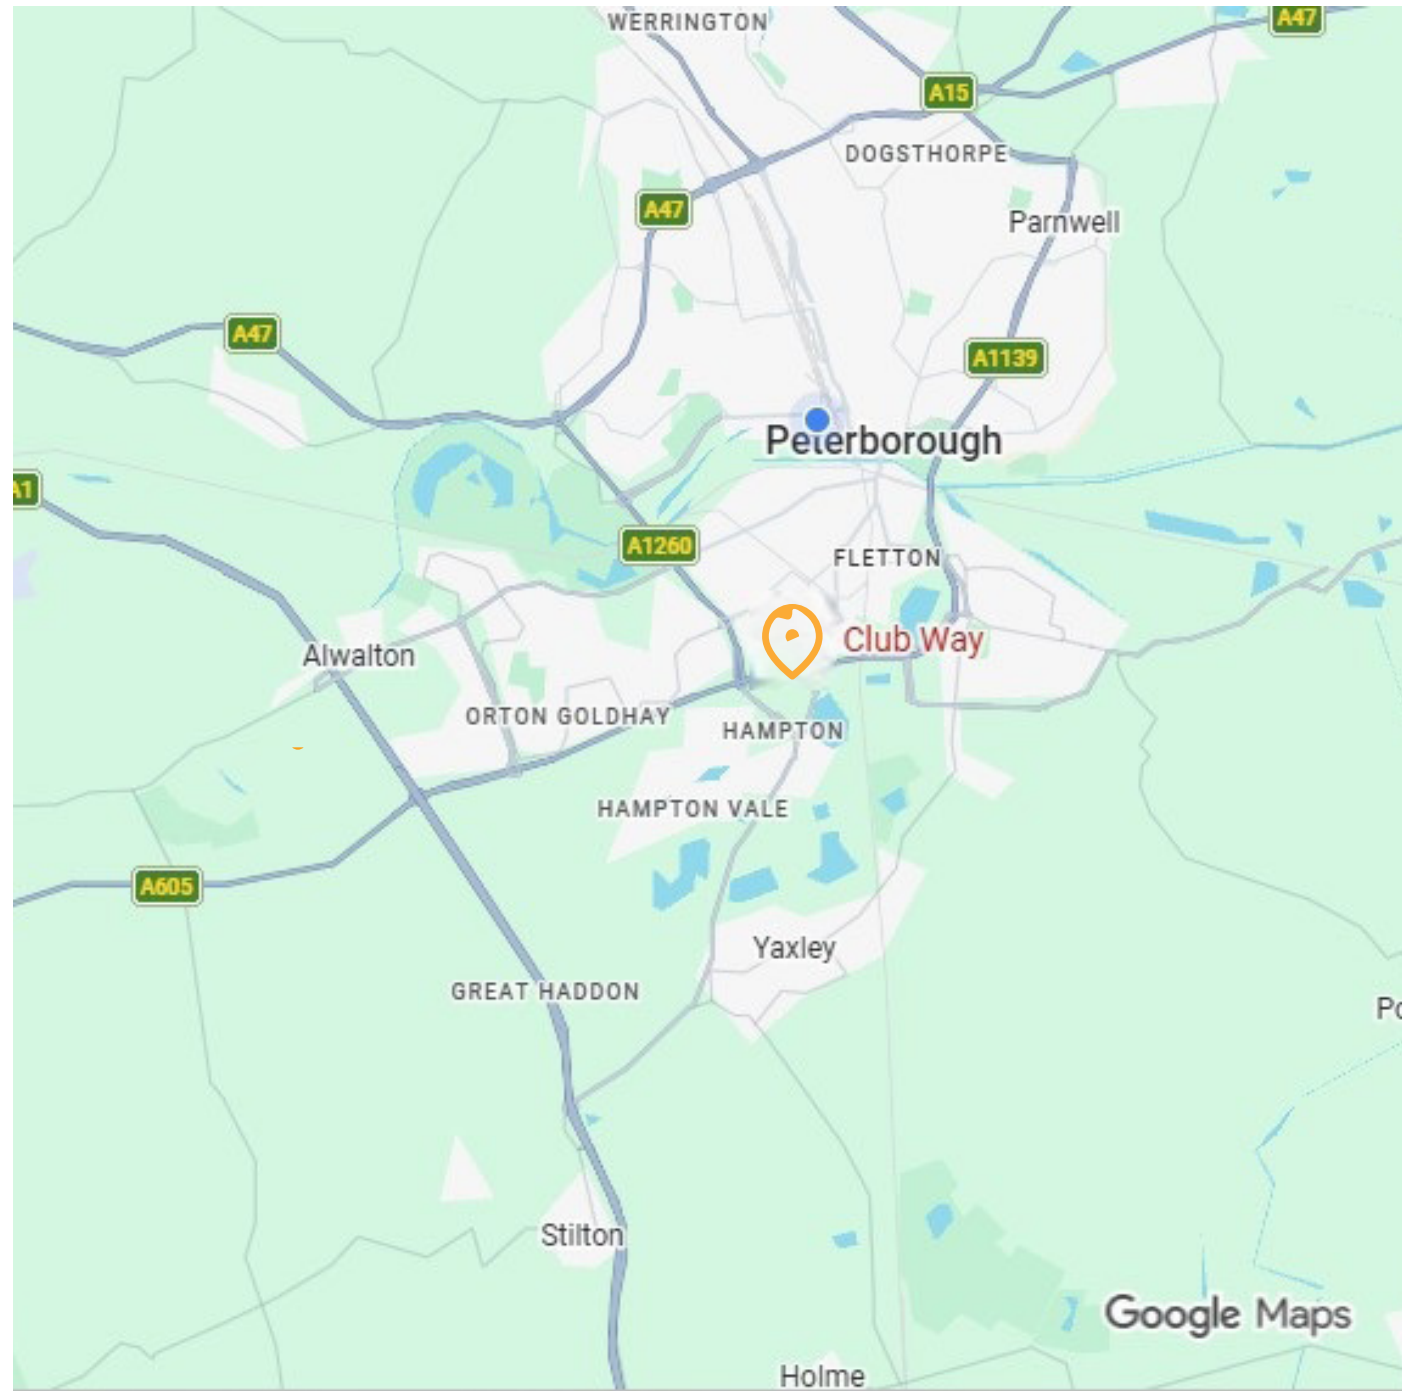 WERRINGTON
A47
A15
DOGSTHORPE
A47
Parnwell
A47
A1139
Peterborough
A1
A1260
FLETTON
Club Way
Alwalton
ORTON GOLDHAY
HAMPTON
HAMPTON VALE
A605
Yaxley
GREAT HADDON
Po
Stilton
Google Maps
Holme